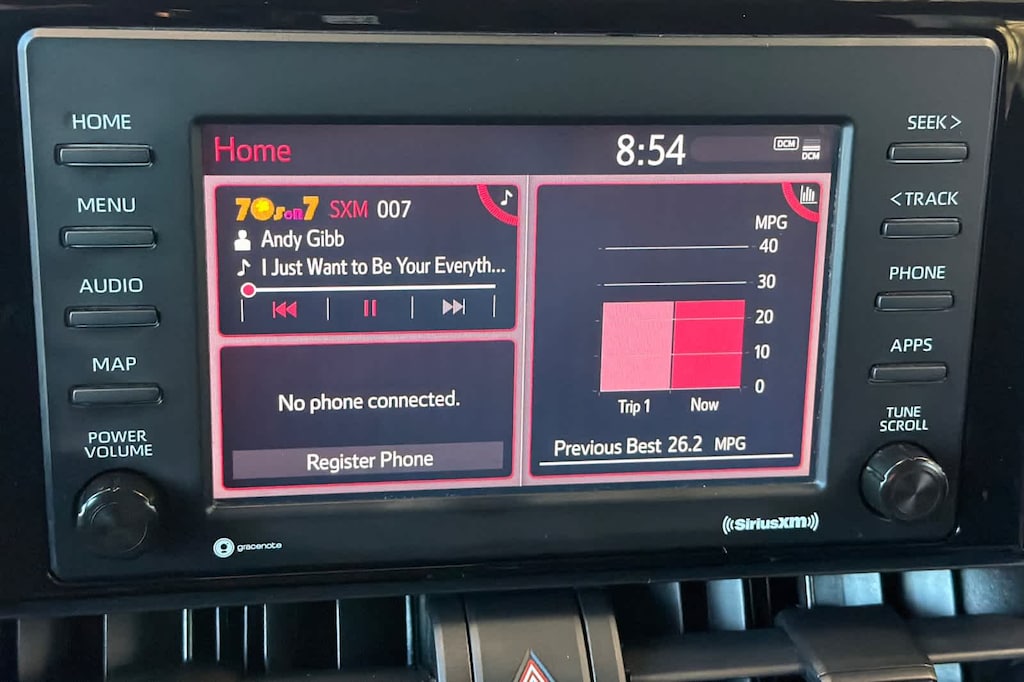 HOME
MENU
AUDIO
MAP
POWER
VOLUME
Home
8:54
DCM
DCM
70s on 7 SXM 007
Andy Gibb
I Just Want to Be Your Everyth...
No phone connected.
Register Phone
MPG
40
30
20
10
0
Trip 1
Now
Previous Best 26.2 MPG
SEEK >
< TRACK
PHONE
APPS
TUNE
SCROLL
gracenote
((SiriusXM))